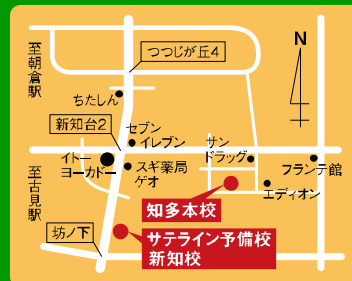 N
至朝倉駅
つつじが丘4
ちたしん
新知台2
セブン
イレブン
サン
ドラッグ
イトー
ヨーカドー
スギ薬局
ゲオ
フランテ館
エディオン
至古見駅
知多本校
坊ノ下
サテライン予備校
新知校